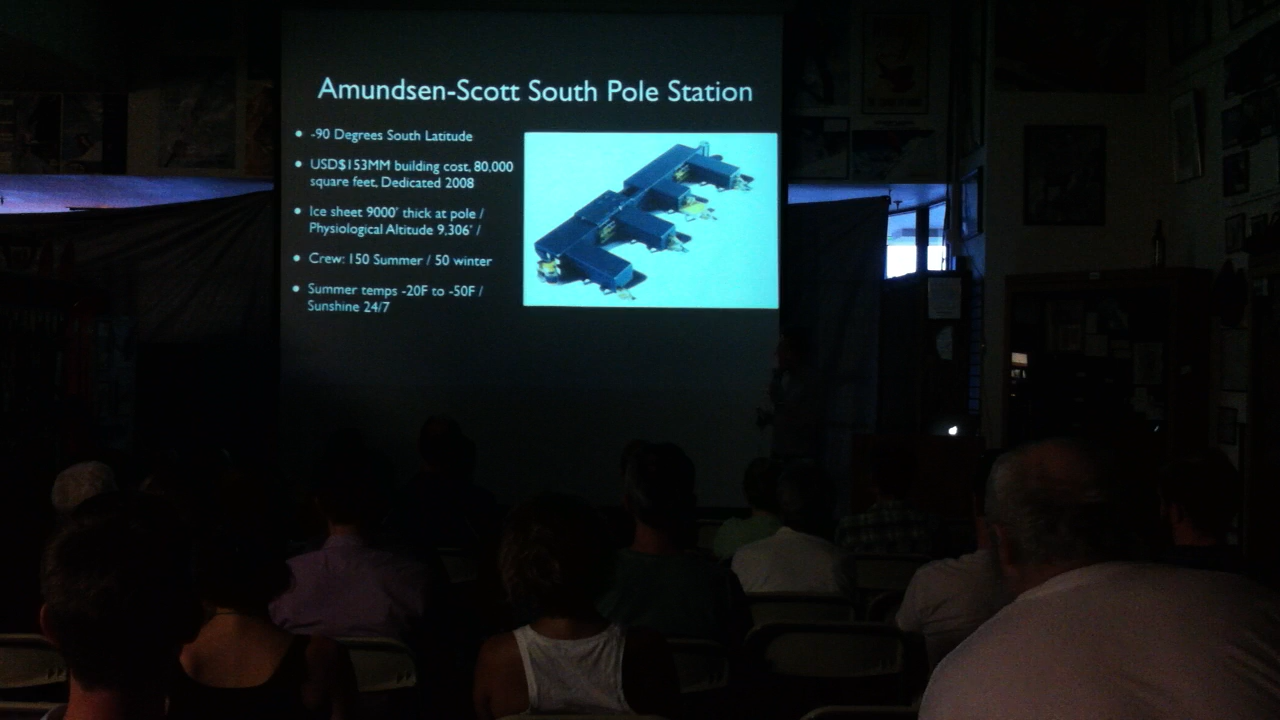 Amundsen-Scott South Pole Station
• -90 Degrees South Latitude
• USD$153MM building cost, 80,000
square feet, Dedicated 2008
• Ice sheet 9000' thick at pole /
Physiological Altitude 9,306' /
• Crew: 150 Summer / 50 winter
• Summer temps -20F to -50F /
Sunshine 24/7